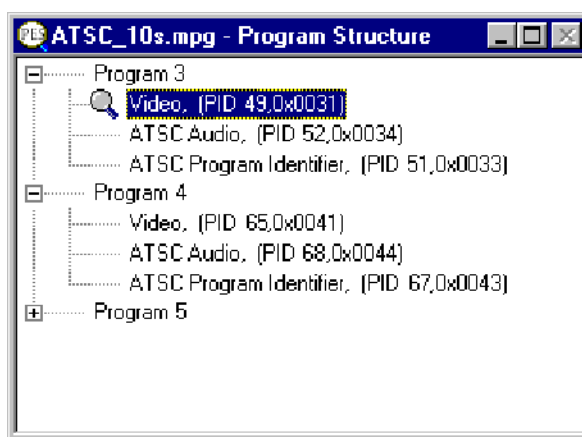 PES ATSC_10s.mpg - Program Structure
Program 3
Video, (PID 49,0x0031)
ATSC Audio, (PID 52,0x0034)
ATSC Program Identifier, (PID 51,0x0033)
Program 4
Video, (PID 65,0x0041)
ATSC Audio, (PID 68,0x0044)
ATSC Program Identifier, (PID 67,0x0043)
Program 5